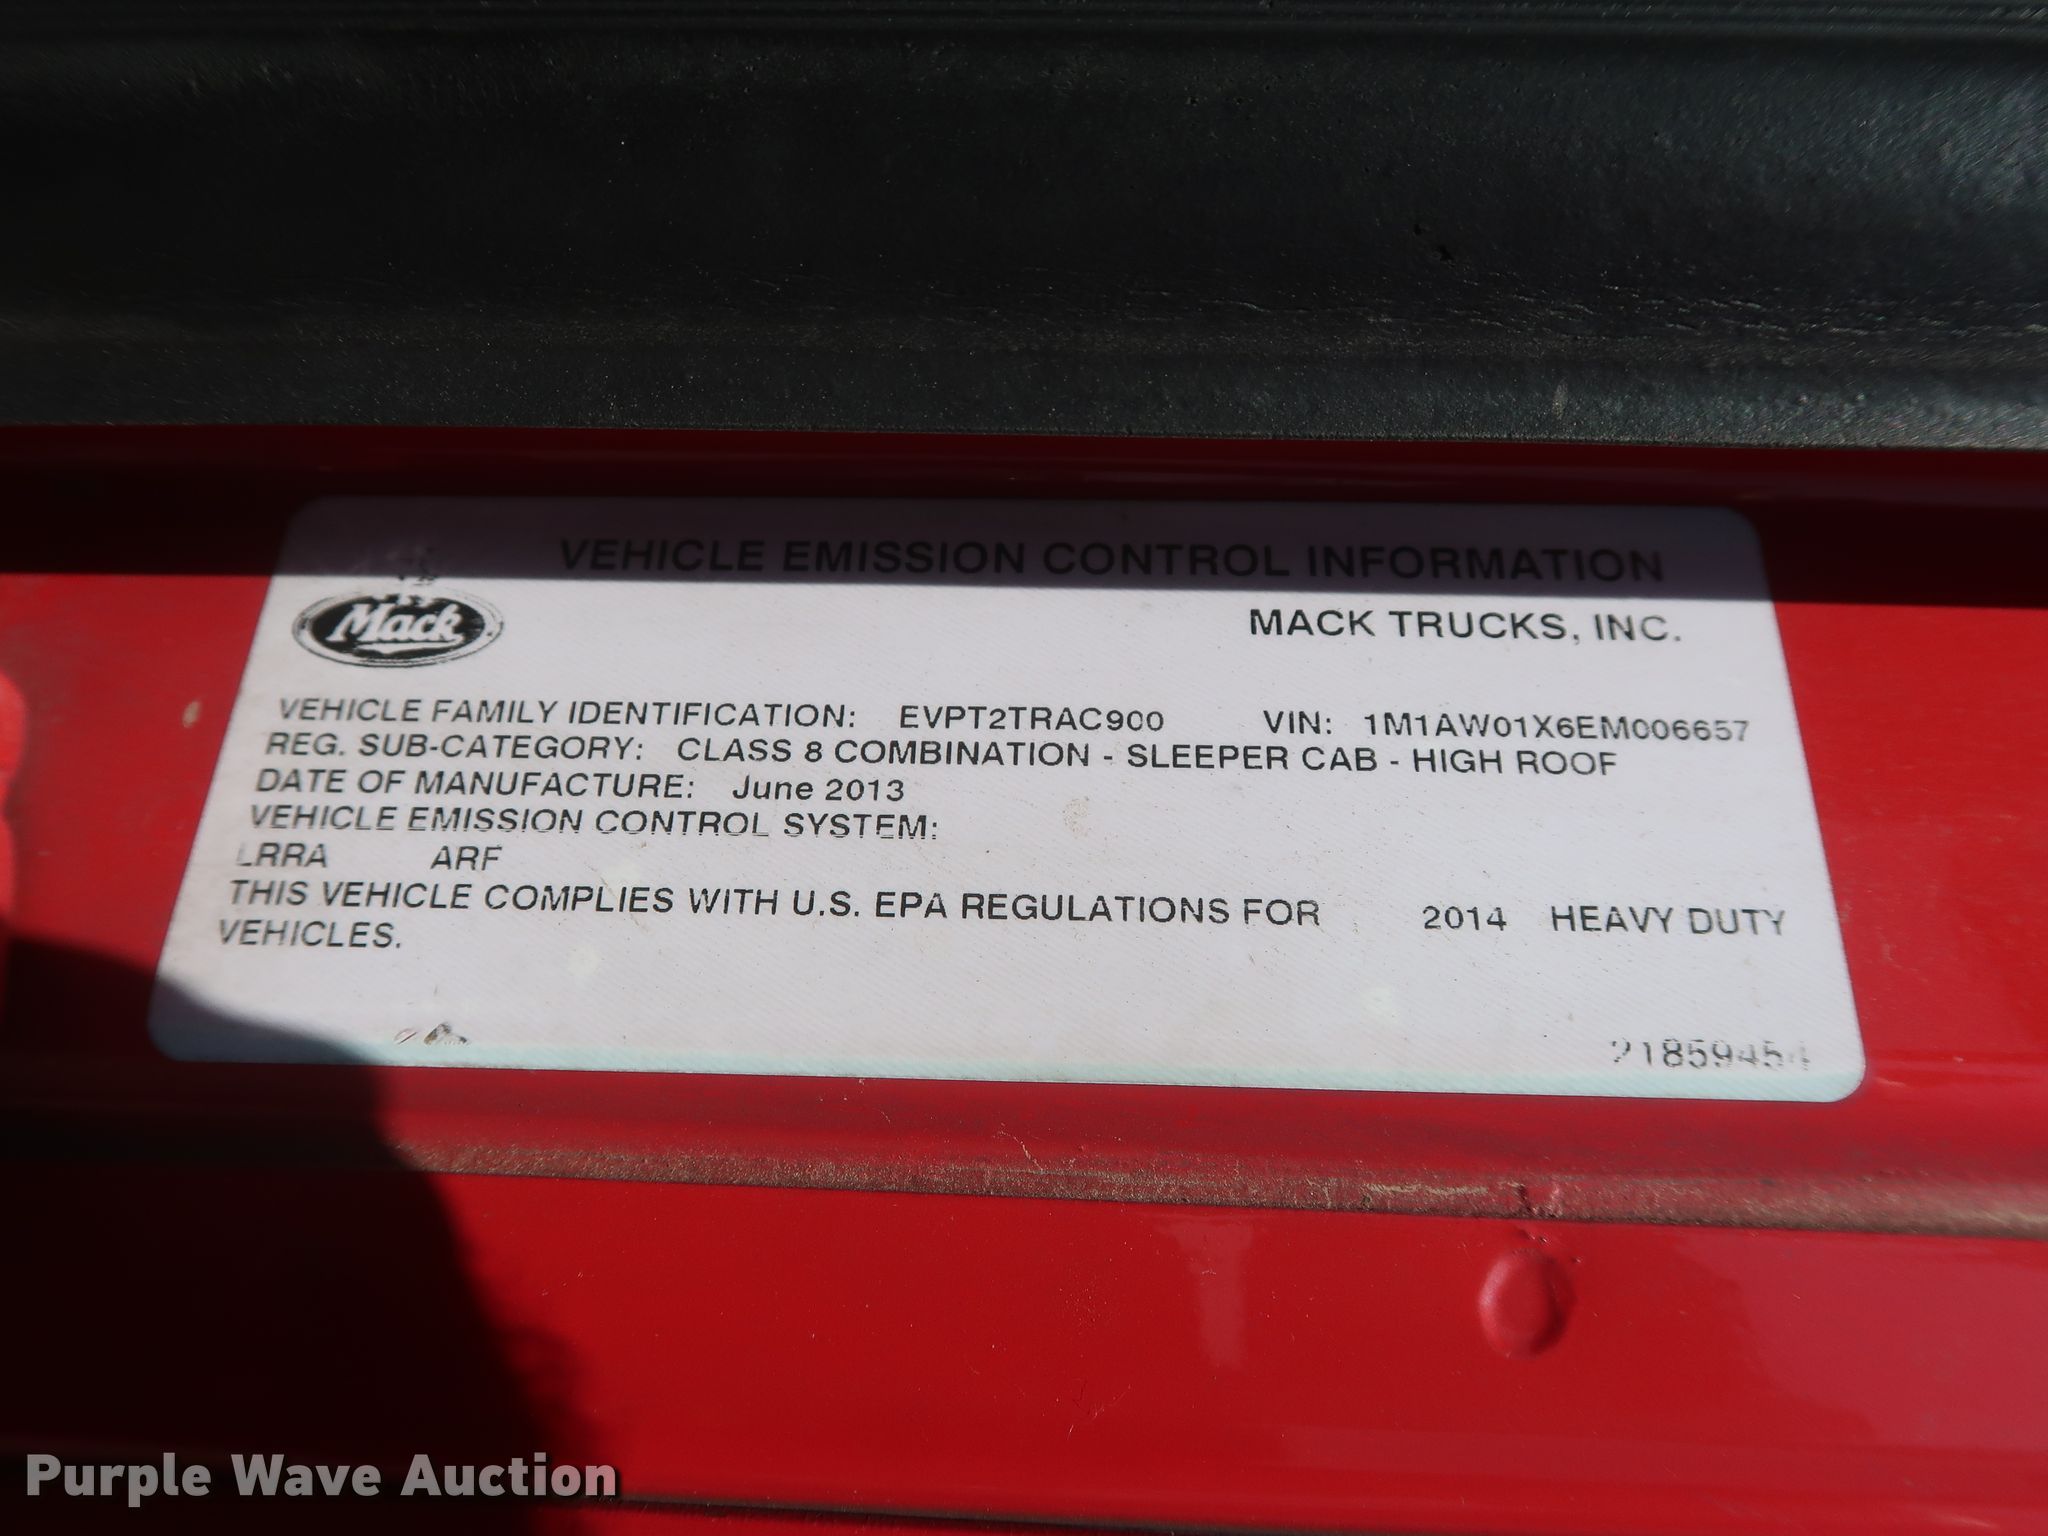 VEHICLE EMISSION CONTROL INFORMATION
Mack
MACK TRUCKS, INC.
VEHICLE FAMILY IDENTIFICATION: EVPT2TRAC900 VIN: 1M1AW01X6EM006657
REG. SUB-CATEGORY: CLASS 8 COMBINATION - SLEEPER CAB - HIGH ROOF
DATE OF MANUFACTURE: June 2013
VEHICLE EMISSION CONTROL SYSTEM:
LRRA ARF
THIS VEHICLE COMPLIES WITH U.S. EPA REGULATIONS FOR 2014 HEAVY DUTY
VEHICLES.
21859454
Purple Wave Auction